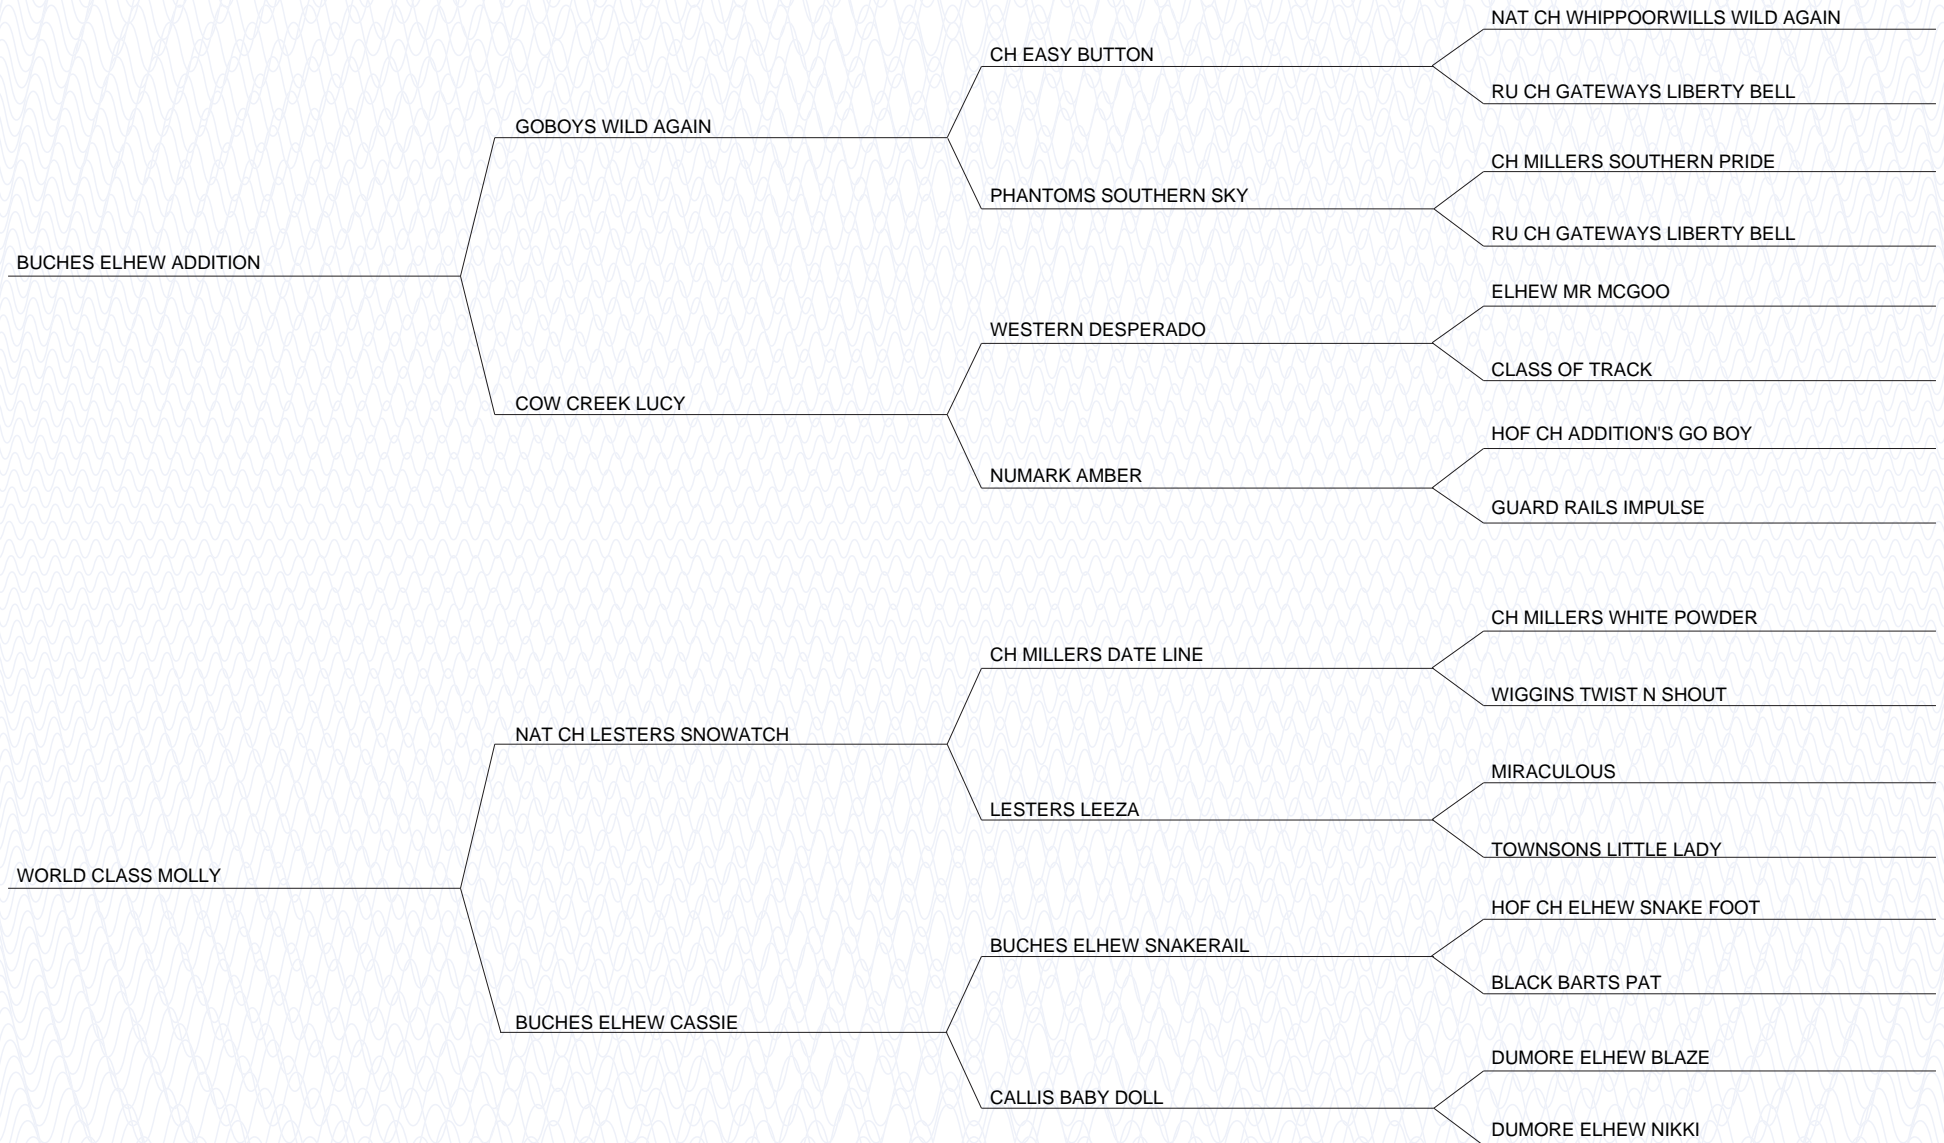 NAT CH WHIPPOORWILLS WILD AGAIN
CH EASY BUTTON
RU CH GATEWAYS LIBERTY BELL
GOBOYS WILD AGAIN
CH MILLERS SOUTHERN PRIDE
PHANTOMS SOUTHERN SKY
RU CH GATEWAYS LIBERTY BELL
BUCHES ELHEW ADDITION
ELHEW MR MCGOO
WESTERN DESPERADO
CLASS OF TRACK
COW CREEK LUCY
HOF CH ADDITION'S GO BOY
NUMARK AMBER
GUARD RAILS IMPULSE
CH MILLERS WHITE POWDER
CH MILLERS DATE LINE
WIGGINS TWIST N SHOUT
NAT CH LESTERS SNOWATCH
MIRACULOUS
LESTERS LEEZA
TOWNSONS LITTLE LADY
WORLD CLASS MOLLY
HOF CH ELHEW SNAKE FOOT
BUCHES ELHEW SNAKERAIL
BLACK BARTS PAT
BUCHES ELHEW CASSIE
DUMORE ELHEW BLAZE
CALLIS BABY DOLL
DUMORE ELHEW NIKKI